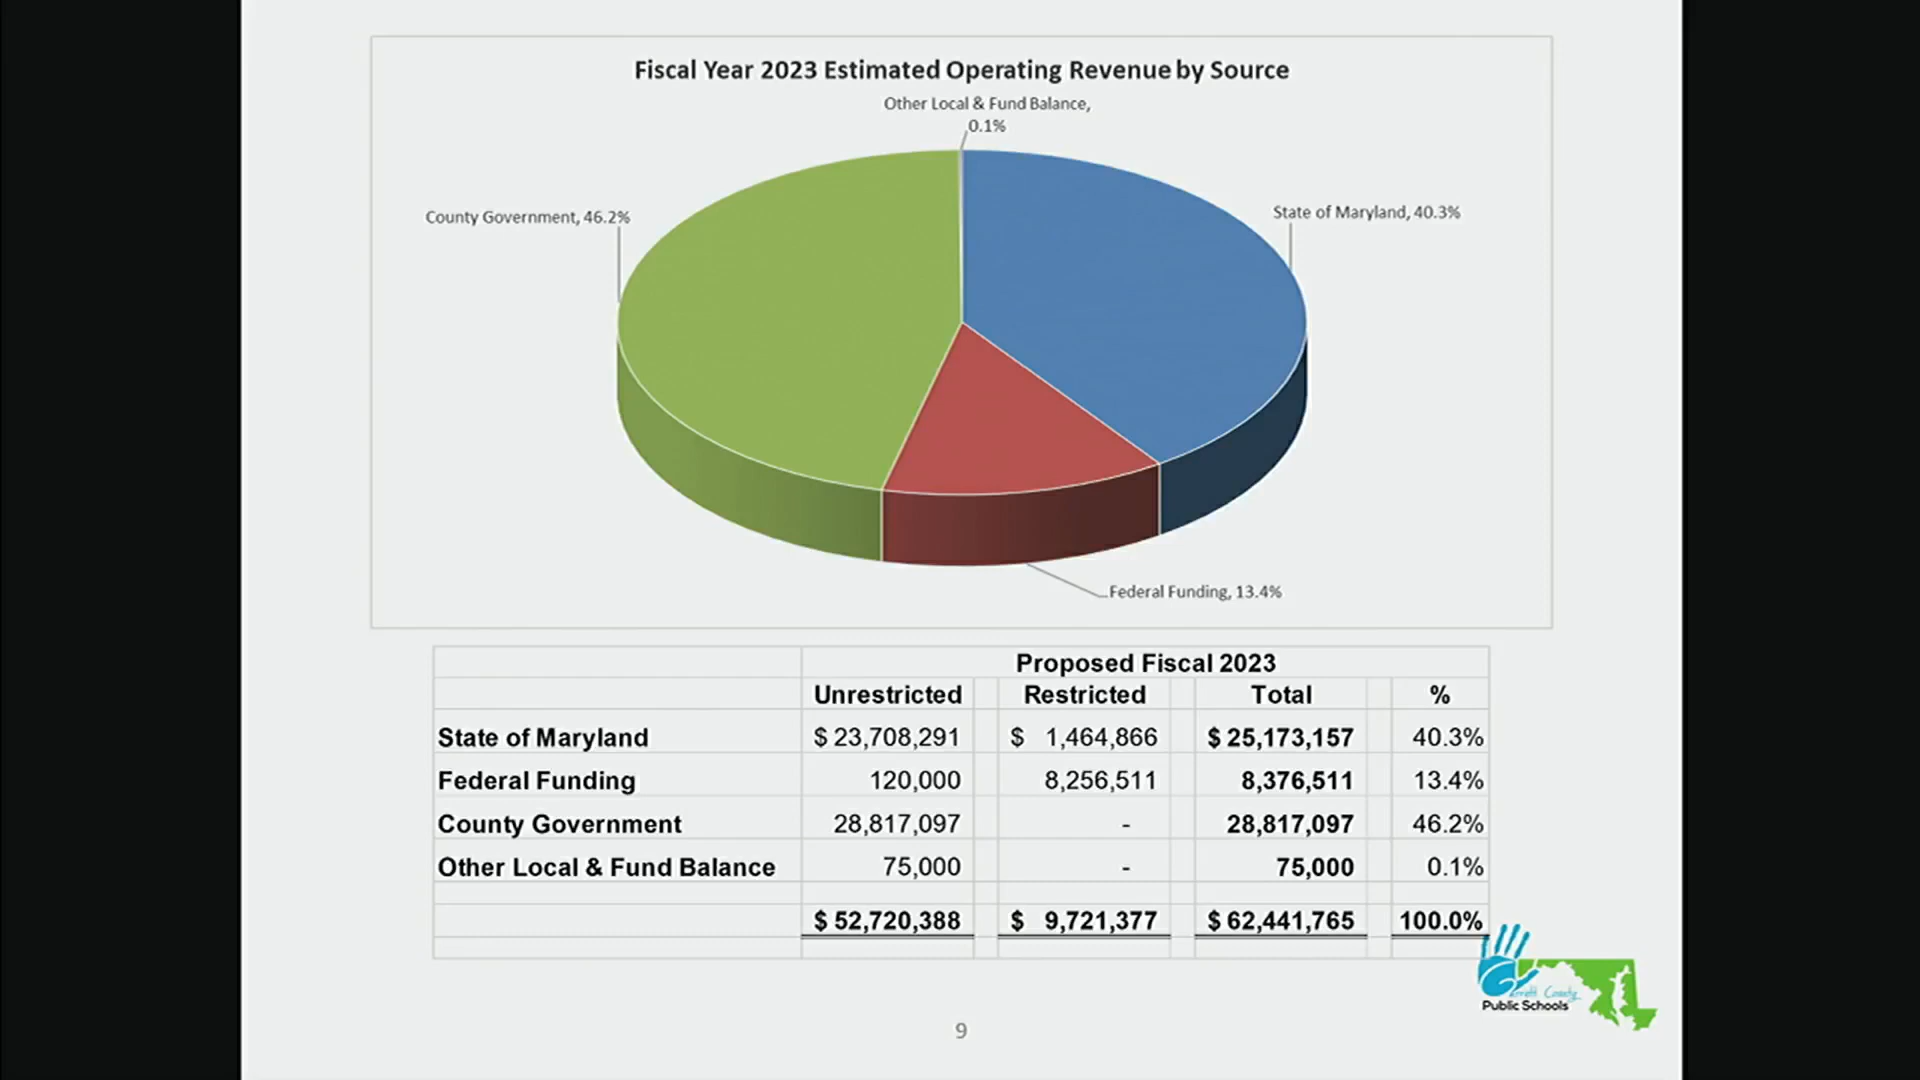 Fiscal Year 2023 Estimated Operating Revenue by Source
Other Local & Fund Balance,
0.1%
County Government, 46.2%
State of Maryland, 40.3%
Federal Funding, 13.4%
Proposed Fiscal 2023
Unrestricted Restricted Total %
State of Maryland $ 23,708,291 $ 1,464,866 $ 25,173,157 40.3%
Federal Funding 120,000 8,256,511 8,376,511 13.4%
County Government 28,817,097 - 28,817,097 46.2%
Other Local & Fund Balance 75,000 - 75,000 0.1%
$ 52,720,388 $ 9,721,377 $ 62,441,765 100.0%
County
Public Schools
9